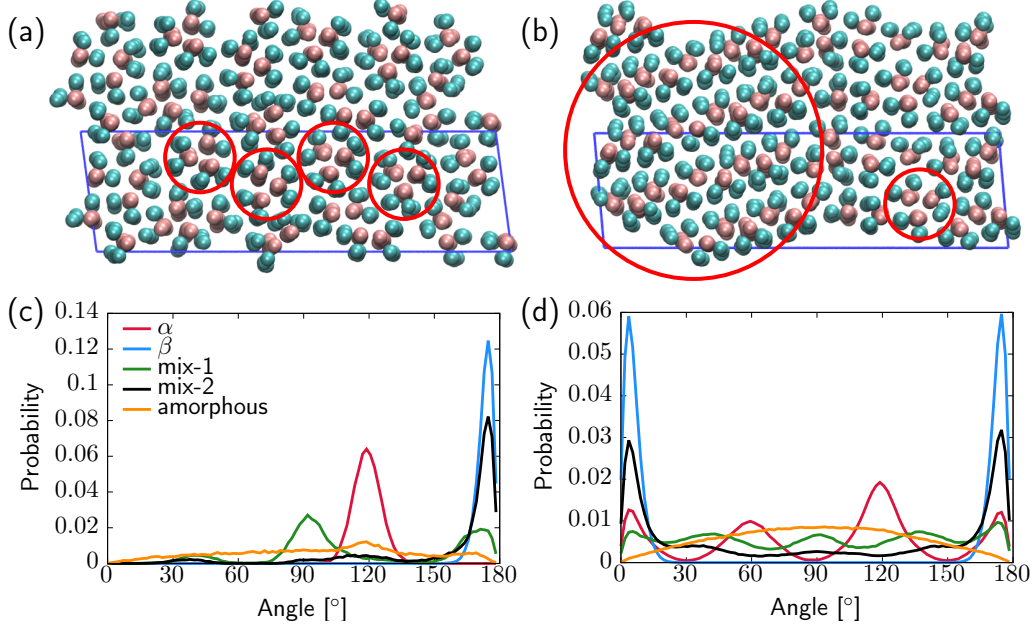 (a)
(b)
(c)
0.14
0.12
0.1
0.08
0.06
0.04
0.02
0
Probability
α
β
mix-1
mix-2
amorphous
0 30 60 90 120 150 180
Angle [°]
(d)
0.06
0.05
0.04
0.03
0.02
0.01
0
Probability
0 30 60 90 120 150 180
Angle [°]